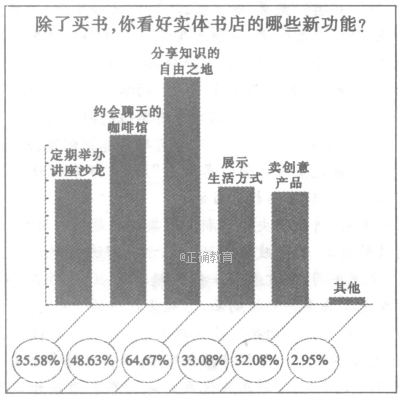 除了买书,你看好实体书店的哪些新功能?
分享知识的
自由之地
约会聊天的
咖啡馆
定期举办
讲座沙龙
展示
生活方式
卖创意
产品
其他
@正确教育
35.58%
48.63%
64.67%
33.08%
32.08%
2.95%